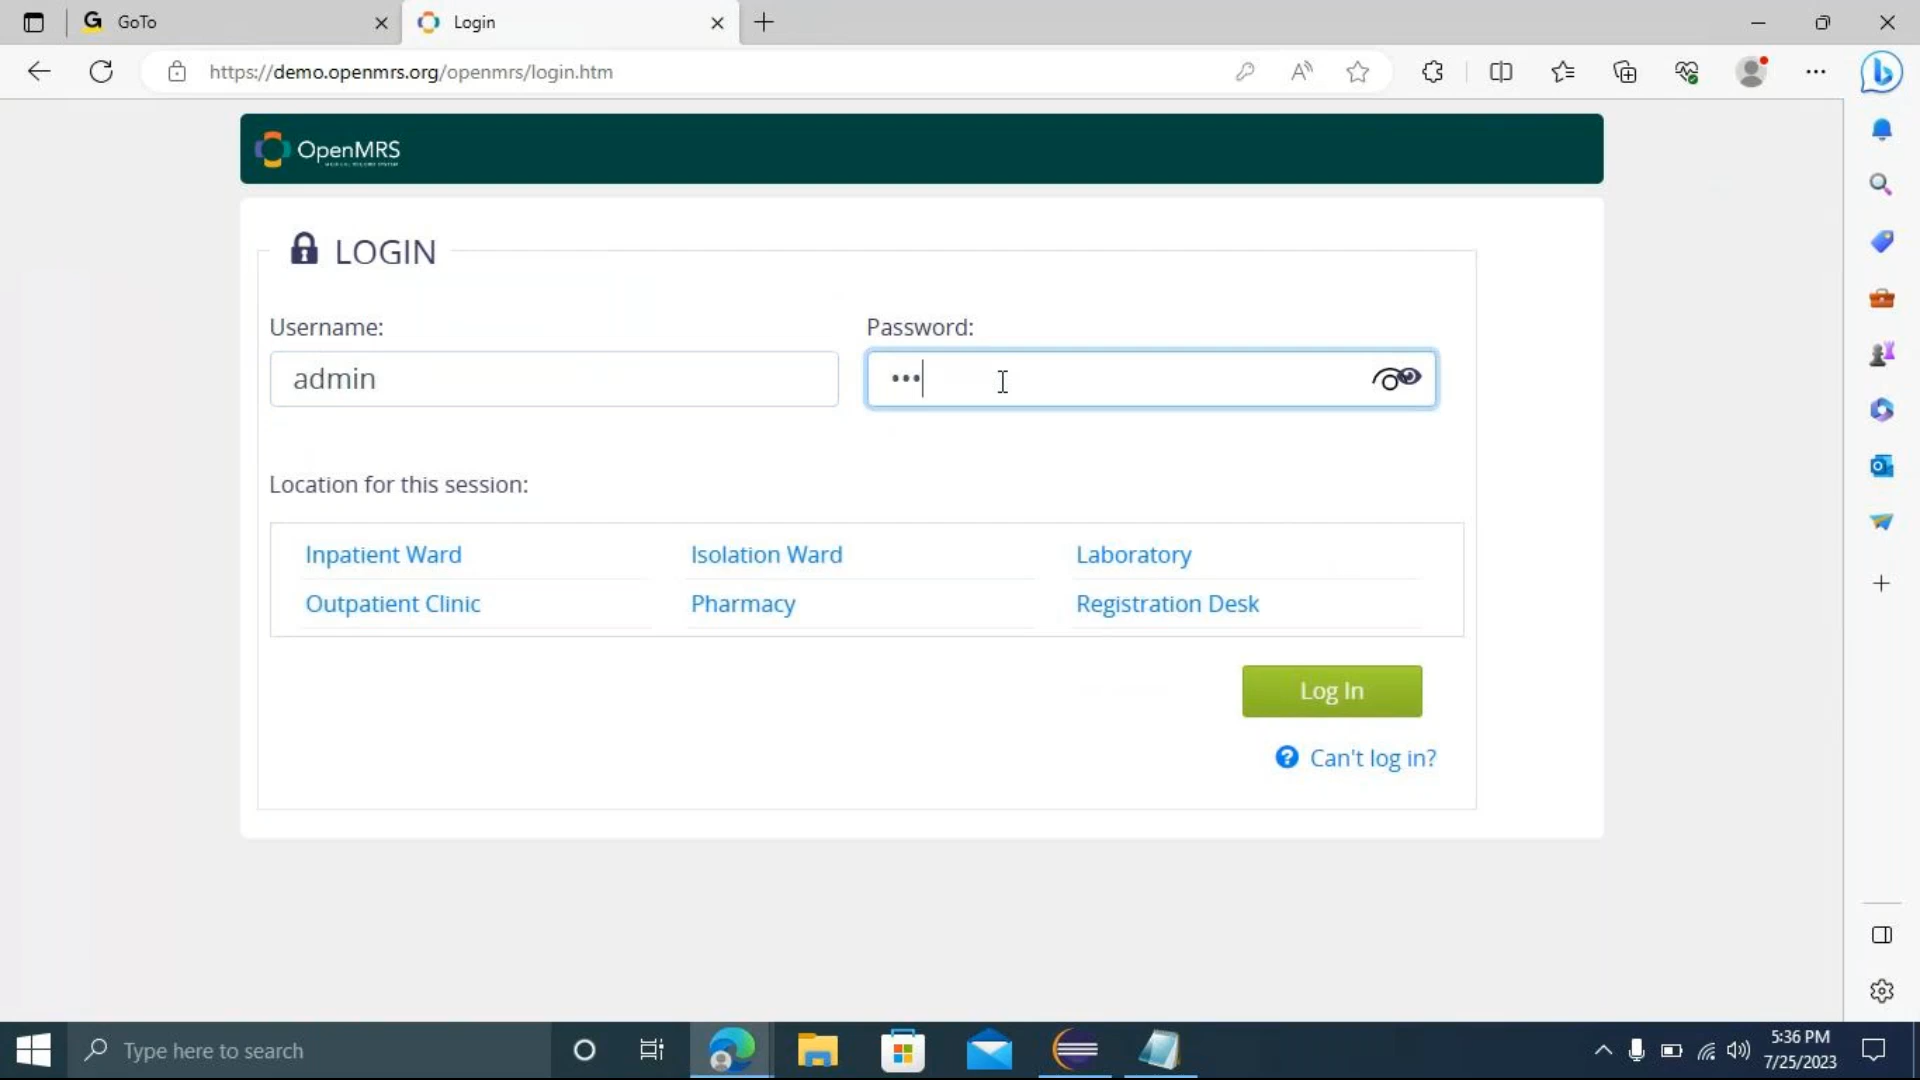 GoTo
Login
https://demo.openmrs.org/openmrs/login.htm
OpenMRS
LOGIN
Username:
Password:
admin
•••
Location for this session:
Inpatient Ward
Isolation Ward
Laboratory
Outpatient Clinic
Pharmacy
Registration Desk
Log In
Can't log in?
Type here to search
5:36 PM
7/25/2023